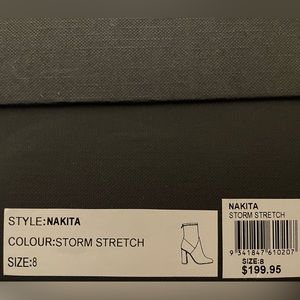 STYLE:NAKITA
COLOUR:STORM STRETCH
SIZE:8
NAKITA
STORM STRETCH
9 341847 610207
SIZE:8
$199.95